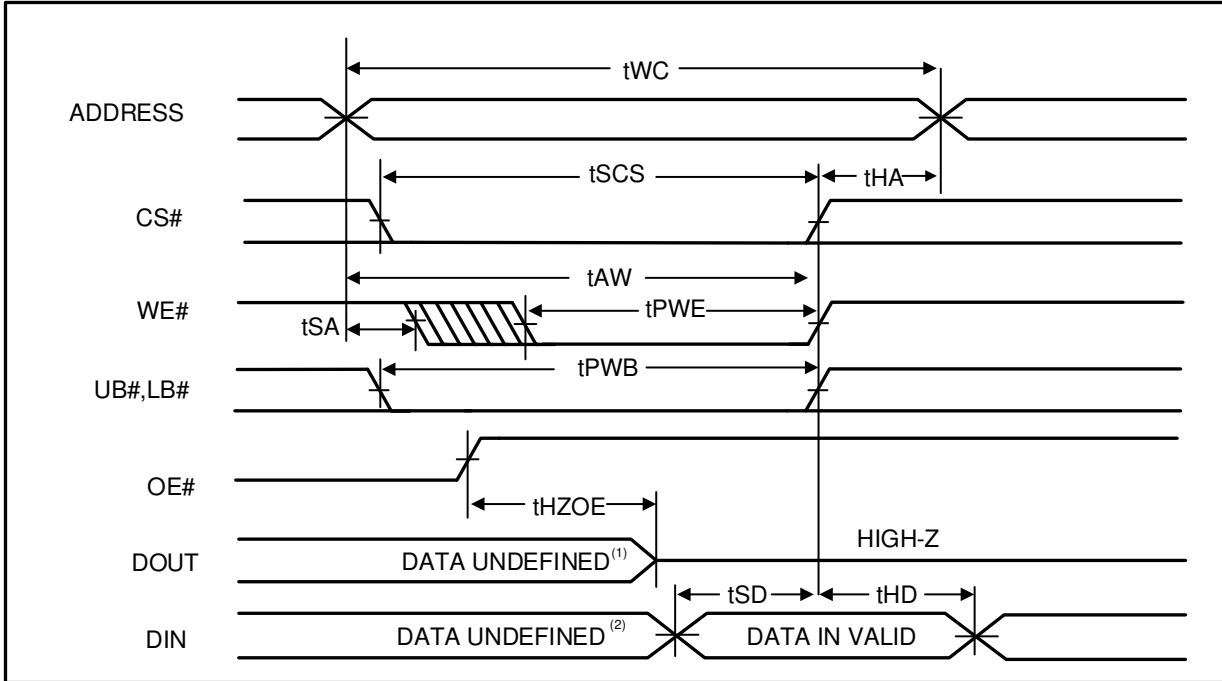 tWC
ADDRESS
tSCS
tHA
CS#
tAW
WE#
tSA
tPWE
tPWB
UB#,LB#
OE#
tHZOE
HIGH-Z
DOUT
DATA UNDEFINED(1)
tSD
tHD
DIN
DATA UNDEFINED (2)
DATA IN VALID